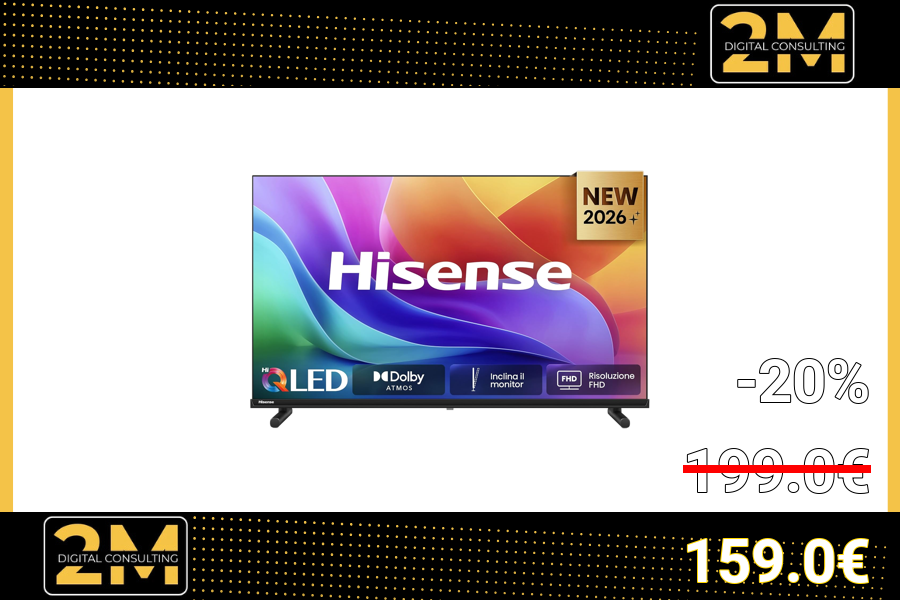 2M
DIGITAL CONSULTING
NEW
2026
Hisense
Hi QLED
Dolby
ATMOS
Inclina il
monitor
FHD
Risoluzione
FHD
Hisense
-20%
199.0€
2M
DIGITAL CONSULTING
159.0€